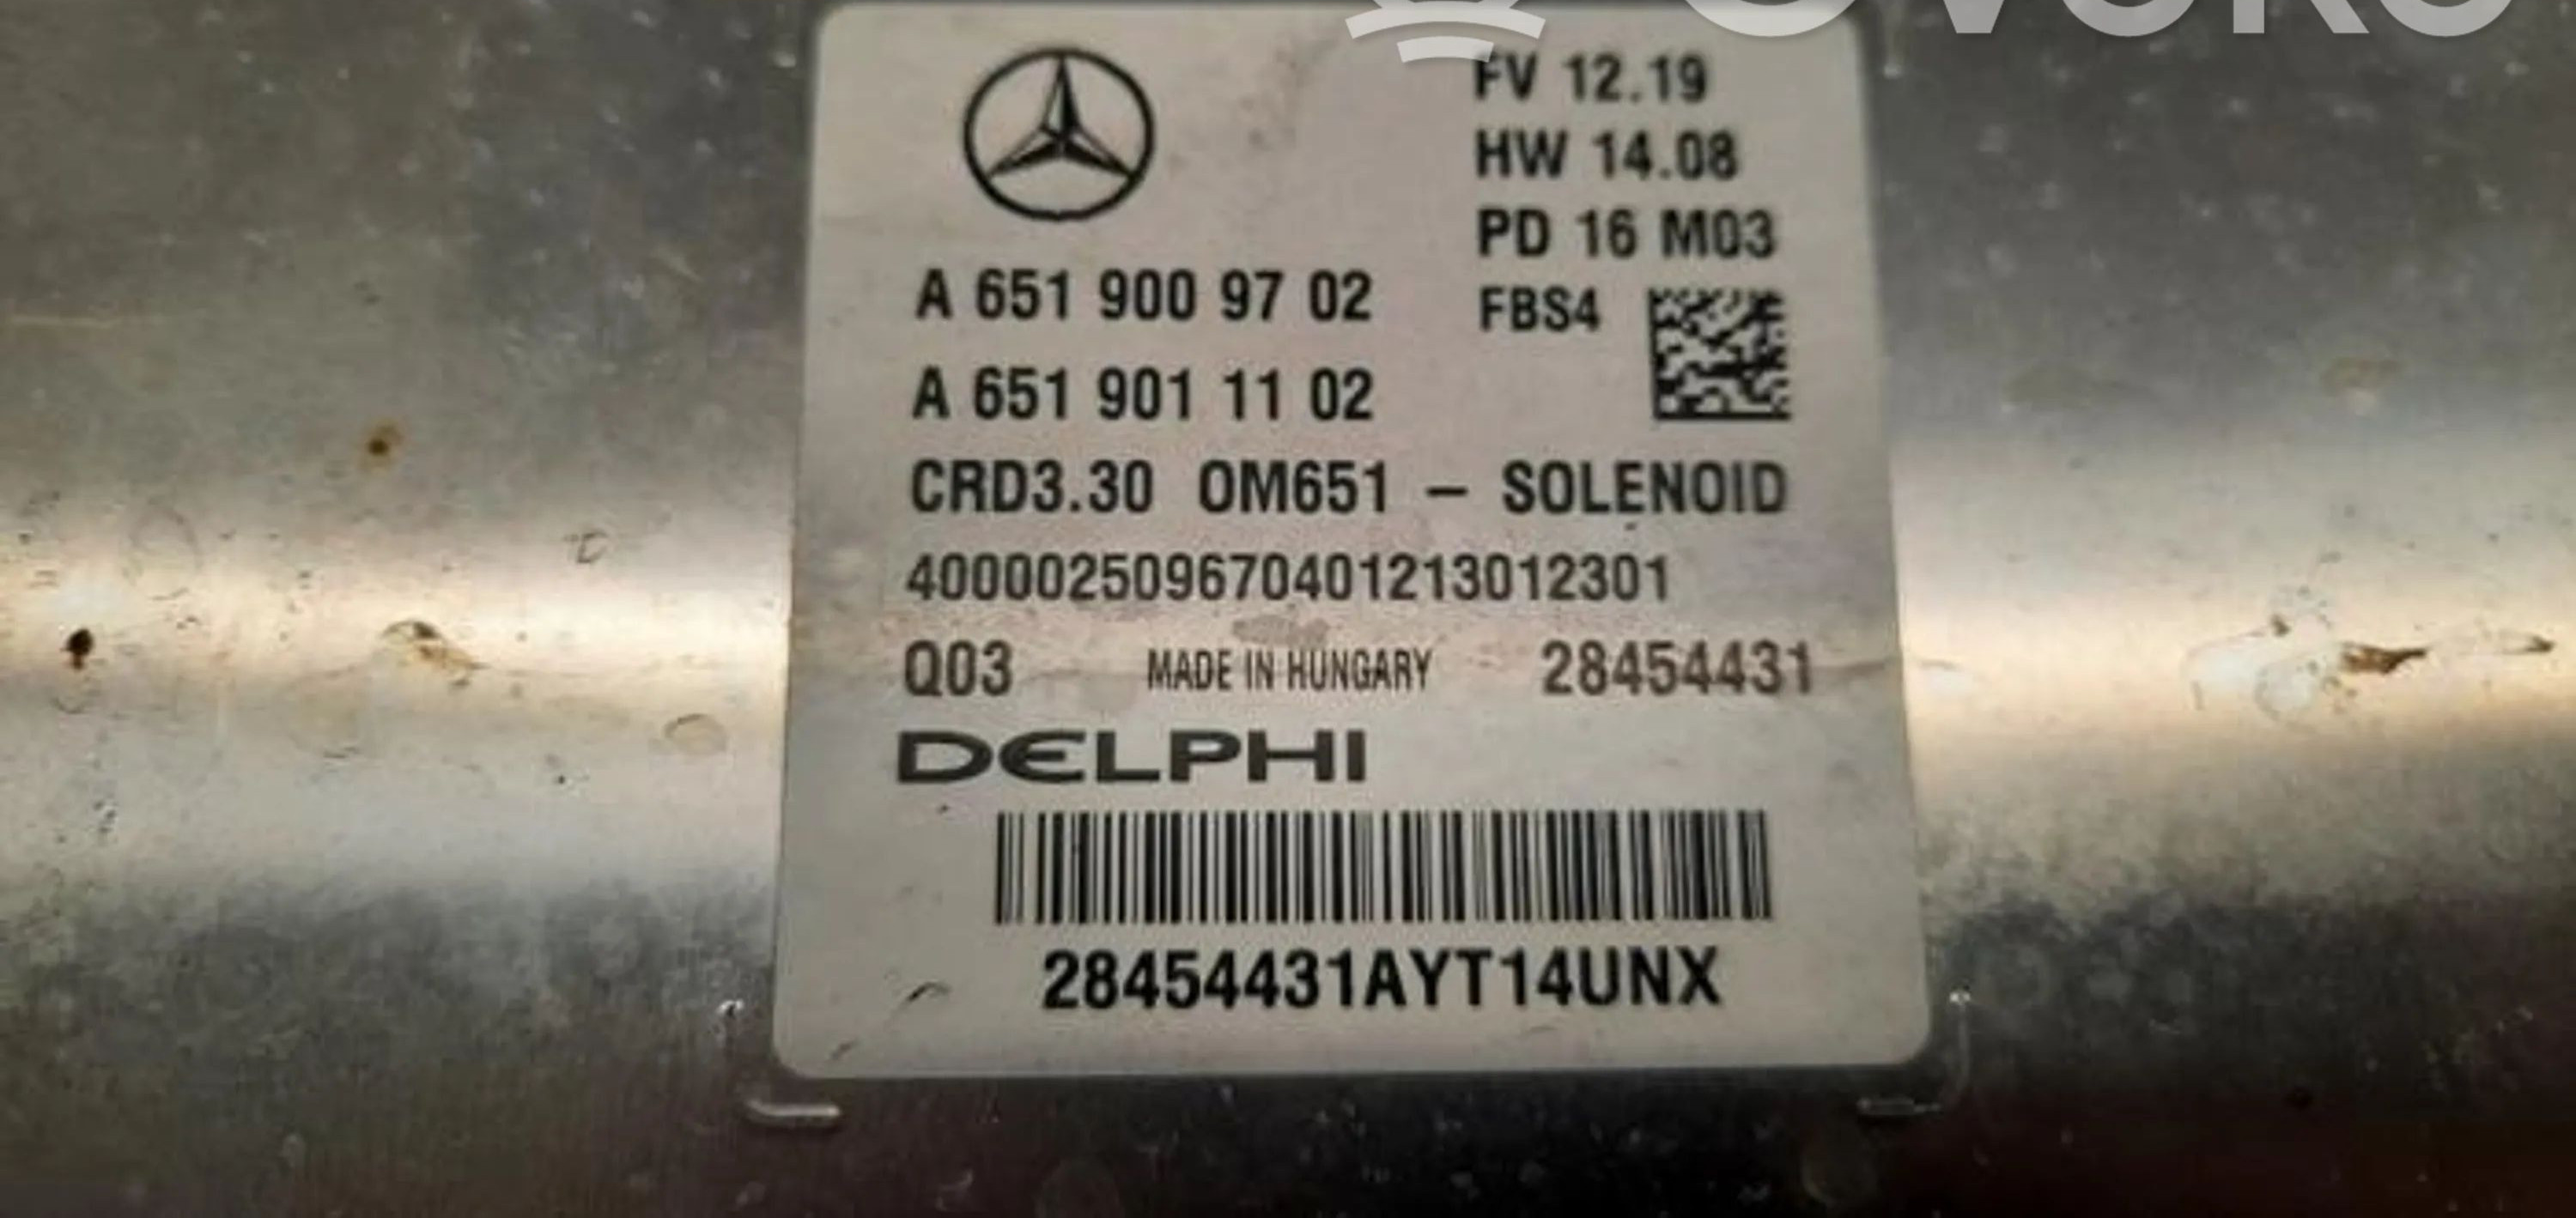 FV 12.19
HW 14.08
PD 16 M03
A 651 900 97 02
FBS4
A 651 901 11 02
CRD3.30 OM651 – SOLENOID
400002509670401213012301
Q03 MADE IN HUNGARY 28454431
DELPHI
28454431AYT14UNX